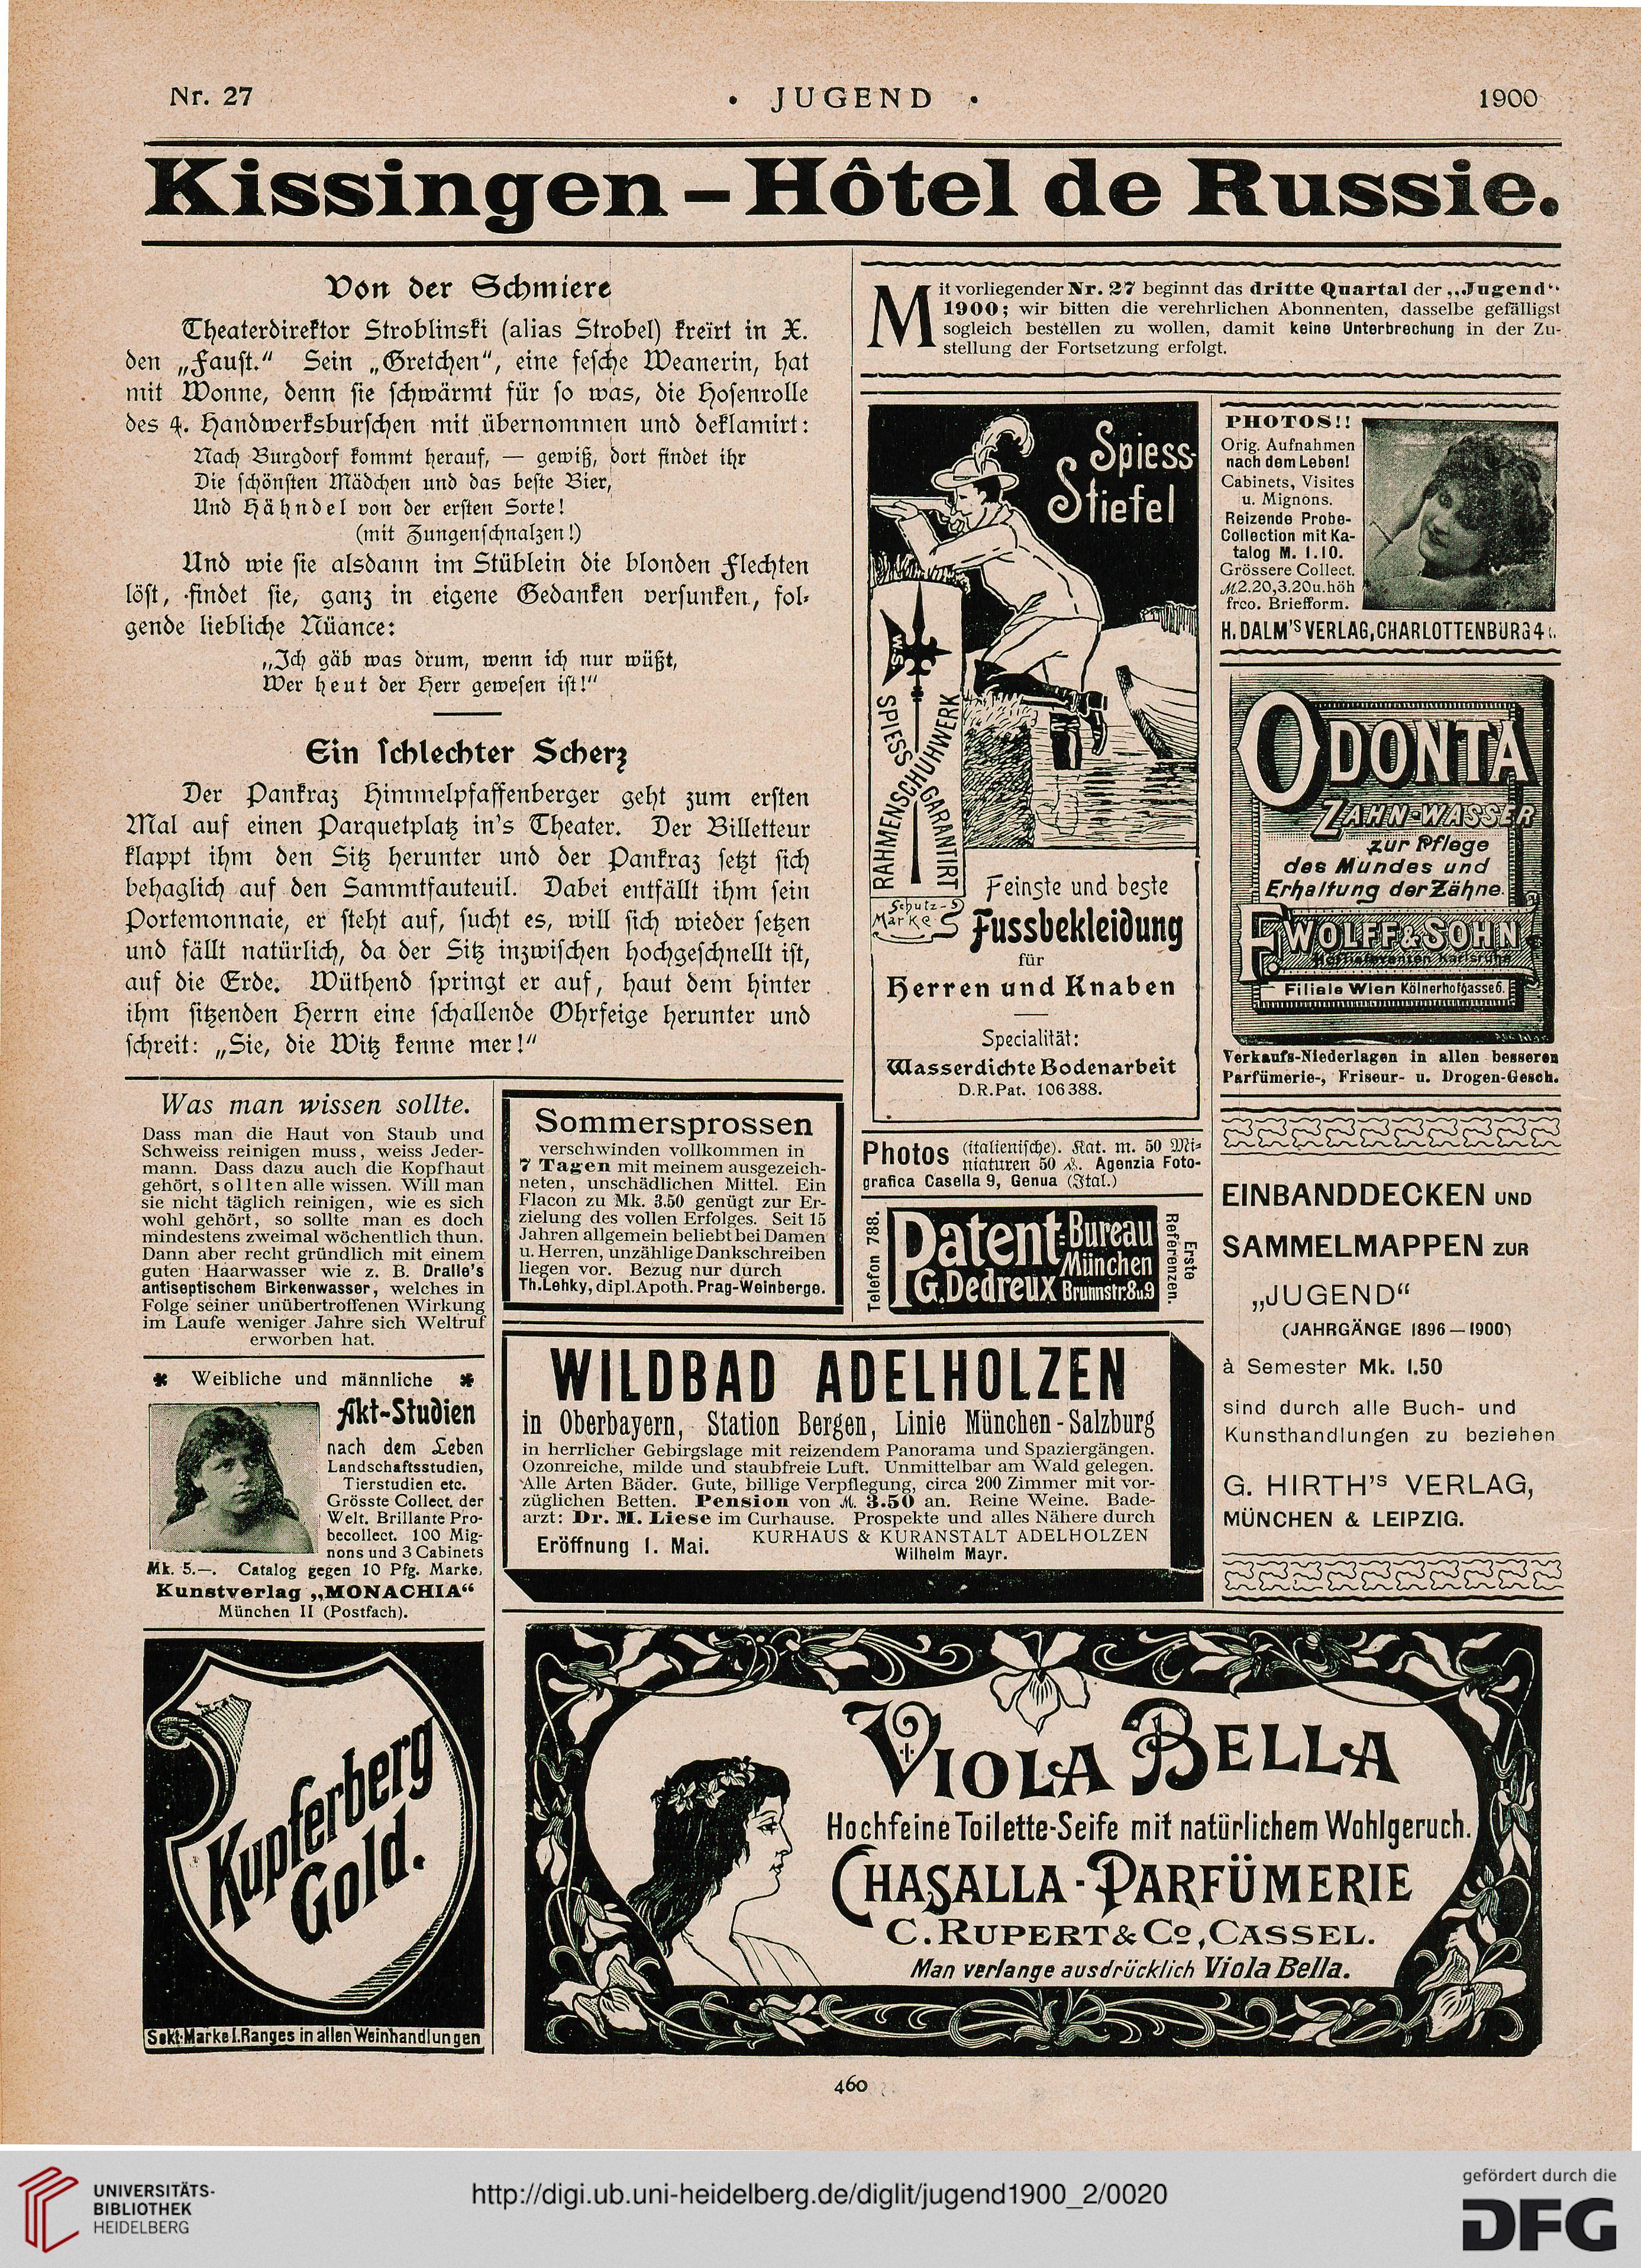 Nr. 27
• JUGEND •
1900
Kissingen – Hôtel de Russie.
Von der Schmiere
Theaterdirektor Stroblinski (alias Strobel) kreïrt in X.
den „Faust.“ Sein „Gretchen“, eine fesche Weanerin, hat
mit Wonne, denn sie schwärmt für so was, die Hosenrolle
des 4. Handwerksburschen mit übernommen und deklamirt:
Nach Burgdorf kommt herauf, — gewiß, dort findet ihr
Die schönsten Mädchen und das beste Bier,
Und Hähndel von der ersten Sorte!
(mit Zungenschnalzen!)
Und wie sie alsdann im Stüblein die blonden Flechten
löst, findet sie, ganz in eigene Gedanken versunken, fol-
gende liebliche Nüance:
„Ich gäb was drum, wenn ich nur wüßt,
Wer heut der Herr gewesen ist!“
Ein schlechter Scherz
Der Pankraz Himmelpfaffenberger geht zum ersten
Mal auf einen Parquetplatz in's Theater. Der Billetteur
klappt ihm den Sitz herunter und der Pankraz setzt sich
behaglich auf den Sammtfauteuil. Dabei entfällt ihm sein
Portemonnaie, er steht auf, sucht es, will sich wieder setzen
und fällt natürlich, da der Sitz inzwischen hochgeschnellt ist,
auf die Erde. Wüthend springt er auf, haut dem hinter
ihm sitzenden Herrn eine schallende Ohrfeige herunter und
schreit: „Sie, die Witz kenne mer!“
Mit vorliegender Nr. 27 beginnt das dritte Quartal der „Jugend“
1900; wir bitten die verehrlichen Abonnenten, dasselbe gefälligst
sogleich bestellen zu wollen, damit keine Unterbrechung in der Zu-
stellung der Fortsetzung erfolgt.
Spiess-
Stiefel
W.S.
SPIESS
RAHMENSCHUHWERK
GARANTIRT
Schutz-
Marke
Feinste und beste
Fussbekleidung
für
Herren und Knaben
Specialität:
Wasserdichte Bodenarbeit
D.R.Pat. 106388.
PHOTOS!!
Orig. Aufnahmen
nach dem Leben!
Cabinets, Visites
u. Mignons.
Reizende Probe-
Collection mit Ka-
talog M. 1.10.
Grössere Collect.
M. 2.20, 3.20 u. höh
frco. Briefform.
H. DALM'S VERLAG, CHARLOTTENBURG 4
ODONTA
ZAHN-WASSER
zur Pflege
des Mundes und
Erhaltung der Zähne.
F. WOLFF & SOHN
Hoflieferanten Karlsruhe
Filiale Wien Kölnerhofgasse 6.
Verkaufs-Niederlagen in allen besseren
Parfümerie-, Friseur- u. Drogen-Gesch.
Was man wissen sollte.
Dass man die Haut von Staub und
Schweiss reinigen muss, weiss Jeder-
mann. Dass dazu auch die Kopfhaut
gehört, sollten alle wissen. Will man
sie nicht täglich reinigen, wie es sich
wohl gehört, so sollte man es doch
mindestens zweimal wöchentlich thun.
Dann aber recht gründlich mit einem
guten Haarwasser wie z. B. Dralle's
antiseptischem Birkenwasser, welches in
Folge seiner unübertroffenen Wirkung
im Laufe weniger Jahre sich Weltruf
erworben hat.
Sommersprossen
verschwinden vollkommen in
7 Tagen mit meinem ausgezeich-
neten, unschädlichen Mittel. Ein
Flacon zu Mk. 3.50 genügt zur Er-
zielung des vollen Erfolges. Seit 15
Jahren allgemein beliebt bei Damen
u. Herren, unzählige Dankschreiben
liegen vor. Bezug nur durch
Th. Lehky, dipl. Apoth. Prag-Weinberge.
Photos (italienische). Kat. m. 50 Mi-
niaturen 50 ₰. Agenzia Foto-
grafica Casella 9, Genua (Ital.)
Telefon 788.
Patent-Bureau
München
G. Dedreux Brunnstr. 8 u. 9
Erste
Referenzen.
Weibliche und männliche
Akt-Studien
nach dem Leben
Landschaftsstudien,
Tierstudien etc.
Grösste Collect. der
Welt. Brillante Pro-
becollect. 100 Mig-
nons und 3 Cabinets
Mk. 5.—. Catalog gegen 10 Pfg. Marke,
Kunstverlag „MONACHIA“
München II (Postfach).
WILDBAD ADELHOLZEN
in Oberbayern, Station Bergen, Linie München-Salzburg
in herrlicher Gebirgslage mit reizendem Panorama und Spaziergängen.
Ozonreiche, milde und staubfreie Luft. Unmittelbar am Wald gelegen.
Alle Arten Bäder. Gute, billige Verpflegung, circa 200 Zimmer mit vor-
züglichen Betten. Pension von M. 3.50 an. Reine Weine. Bade-
arzt: Dr. M. Liese im Curhause. Prospekte und alles Nähere durch
Eröffnung 1. Mai. KURHAUS & KURANSTALT ADELHOLZEN
Wilhelm Mayr.
EINBANDDECKEN UND
SAMMELMAPPEN ZUR
„JUGEND“
(JAHRGÄNGE 1896—1900)
à Semester Mk. 1.50
sind durch alle Buch- und
Kunsthandlungen zu beziehen
G. HIRTH'S VERLAG,
MÜNCHEN & LEIPZIG.
Kupferberg
Gold.
Sekt-Marke I. Ranges in allen Weinhandlungen
VIOLA BELLA
Hochfeine Toilette-Seife mit natürlichem Wohlgeruch.
CHASALLA-PARFÜMERIE
C. RUPERT & Co, CASSEL.
Man verlange ausdrücklich Viola Bella.
460
UNIVERSITÄTS-
BIBLIOTHEK
HEIDELBERG
http://digi.ub.uni-heidelberg.de/diglit/jugend1900_2/0020
gefördert durch die
DFG